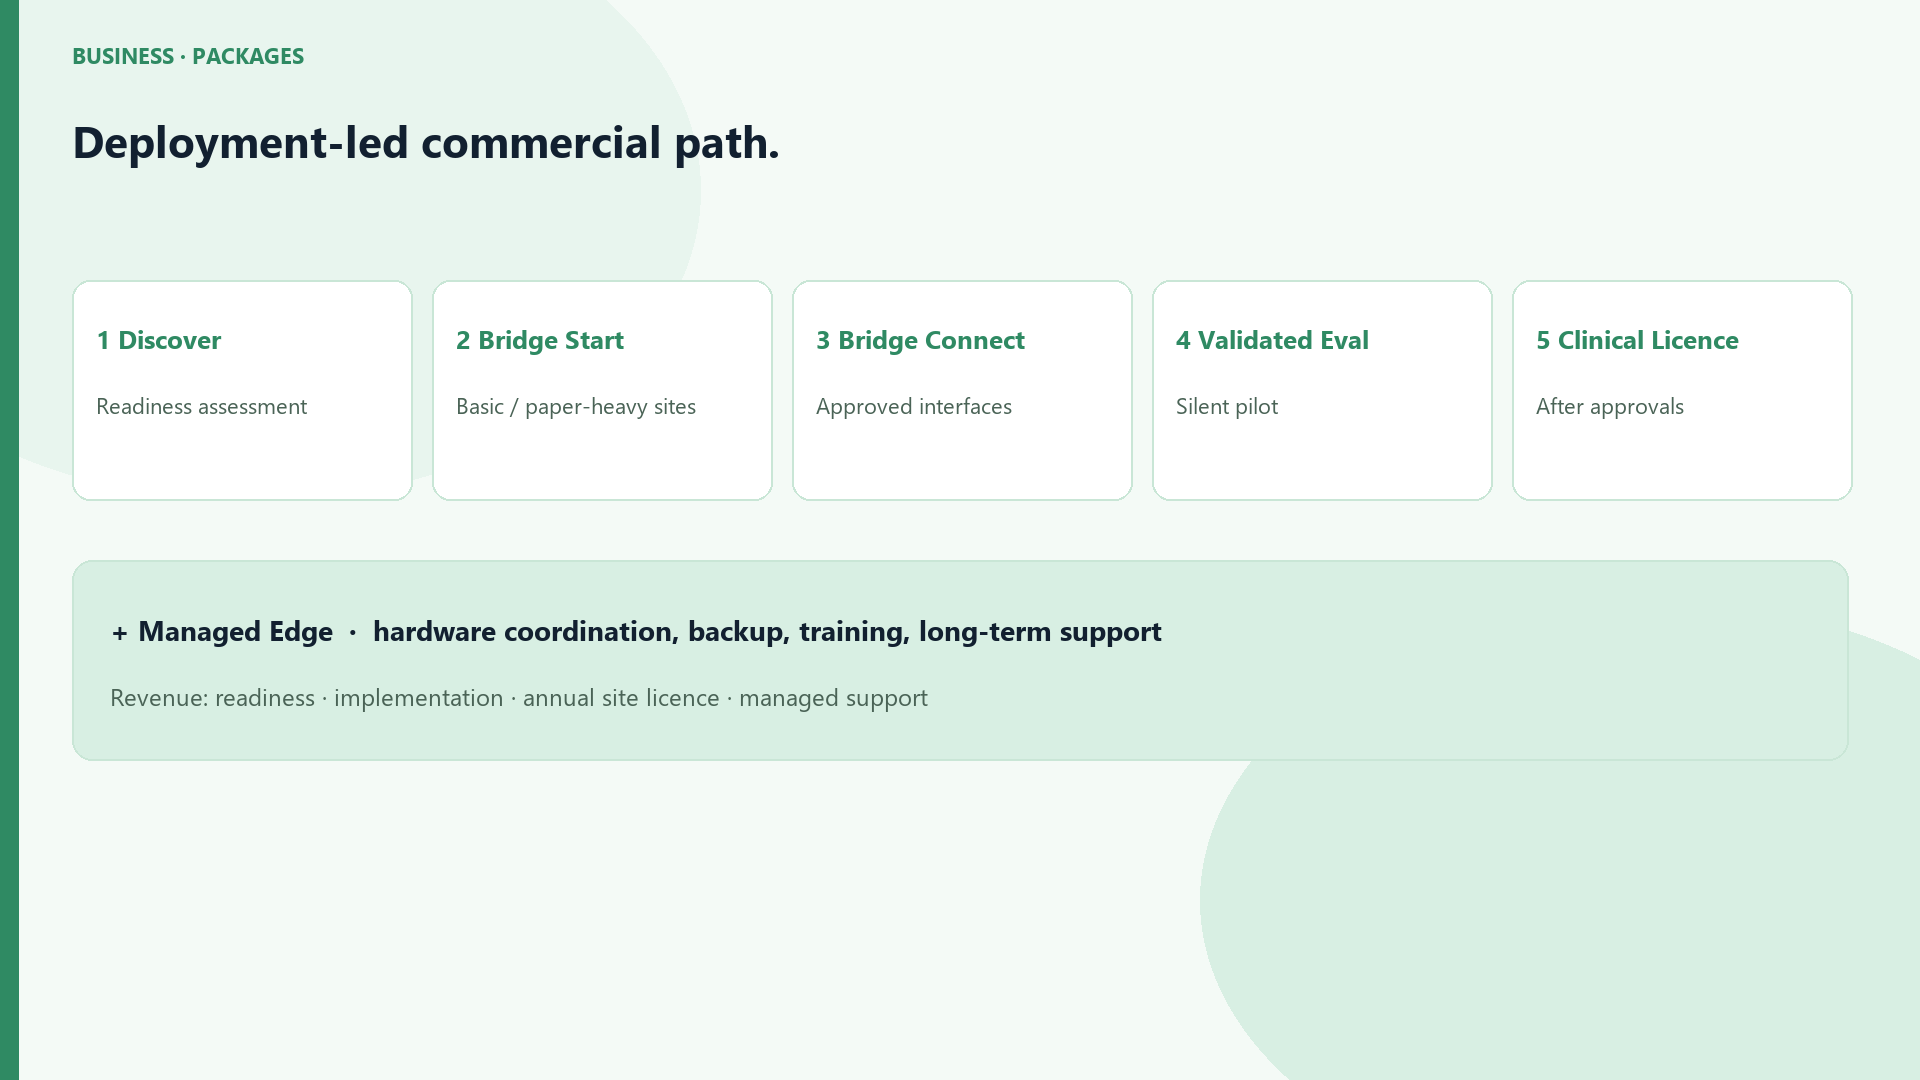 BUSINESS · PACKAGES
Deployment-led commercial path.
1 Discover
Readiness assessment
2 Bridge Start
Basic / paper-heavy sites
3 Bridge Connect
Approved interfaces
4 Validated Eval
Silent pilot
5 Clinical Licence
After approvals
+ Managed Edge · hardware coordination, backup, training, long-term support
Revenue: readiness · implementation · annual site licence · managed support